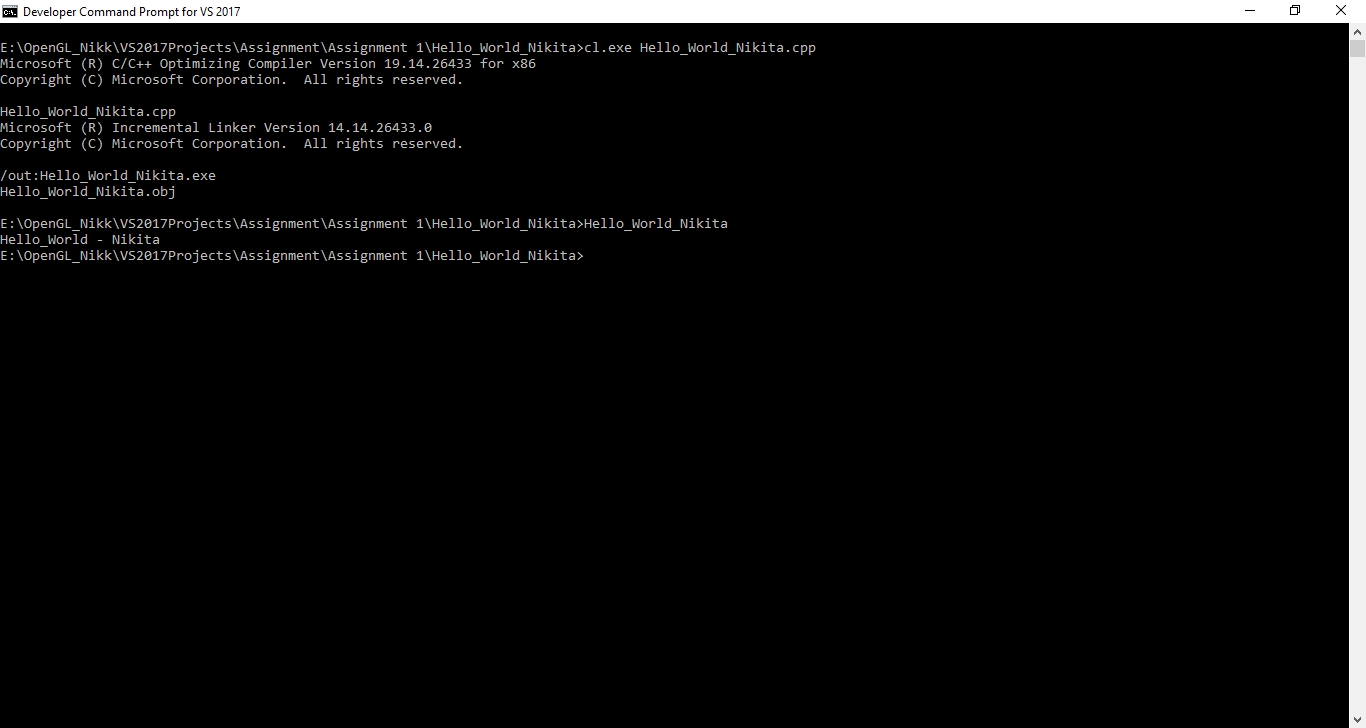 Developer Command Prompt for VS 2017
E:\OpenGL_Nikk\VS2017Projects\Assignment\Assignment 1\Hello_World_Nikita>cl.exe Hello_World_Nikita.cpp
Microsoft (R) C/C++ Optimizing Compiler Version 19.14.26433 for x86
Copyright (C) Microsoft Corporation.  All rights reserved.
Hello_World_Nikita.cpp
Microsoft (R) Incremental Linker Version 14.14.26433.0
Copyright (C) Microsoft Corporation.  All rights reserved.
/out:Hello_World_Nikita.exe
Hello_World_Nikita.obj
E:\OpenGL_Nikk\VS2017Projects\Assignment\Assignment 1\Hello_World_Nikita>Hello_World_Nikita
Hello_World - Nikita
E:\OpenGL_Nikk\VS2017Projects\Assignment\Assignment 1\Hello_World_Nikita>